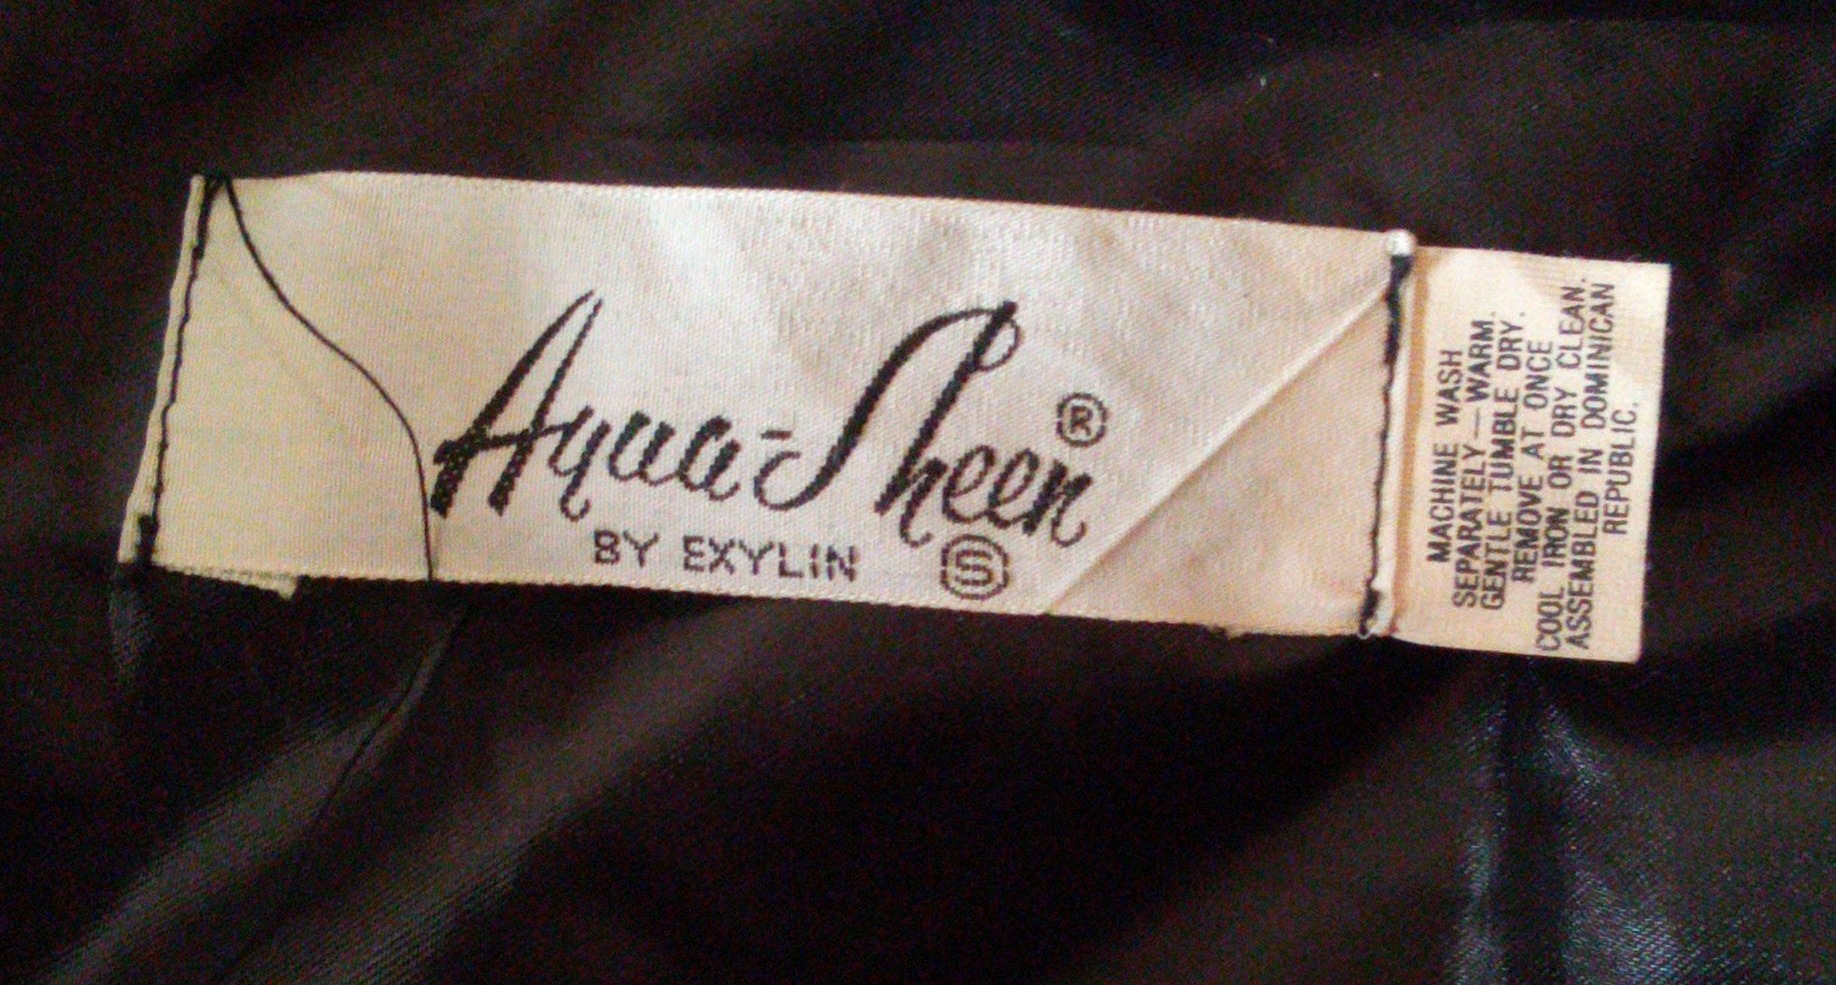 Aqua-Sheen ®
BY EXYLIN
S
MACHINE WASH
SEPARATELY—WARM.
GENTLE TUMBLE DRY.
REMOVE AT ONCE
COOL IRON OR DRY CLEAN.
ASSEMBLED IN DOMINICAN
REPUBLIC.